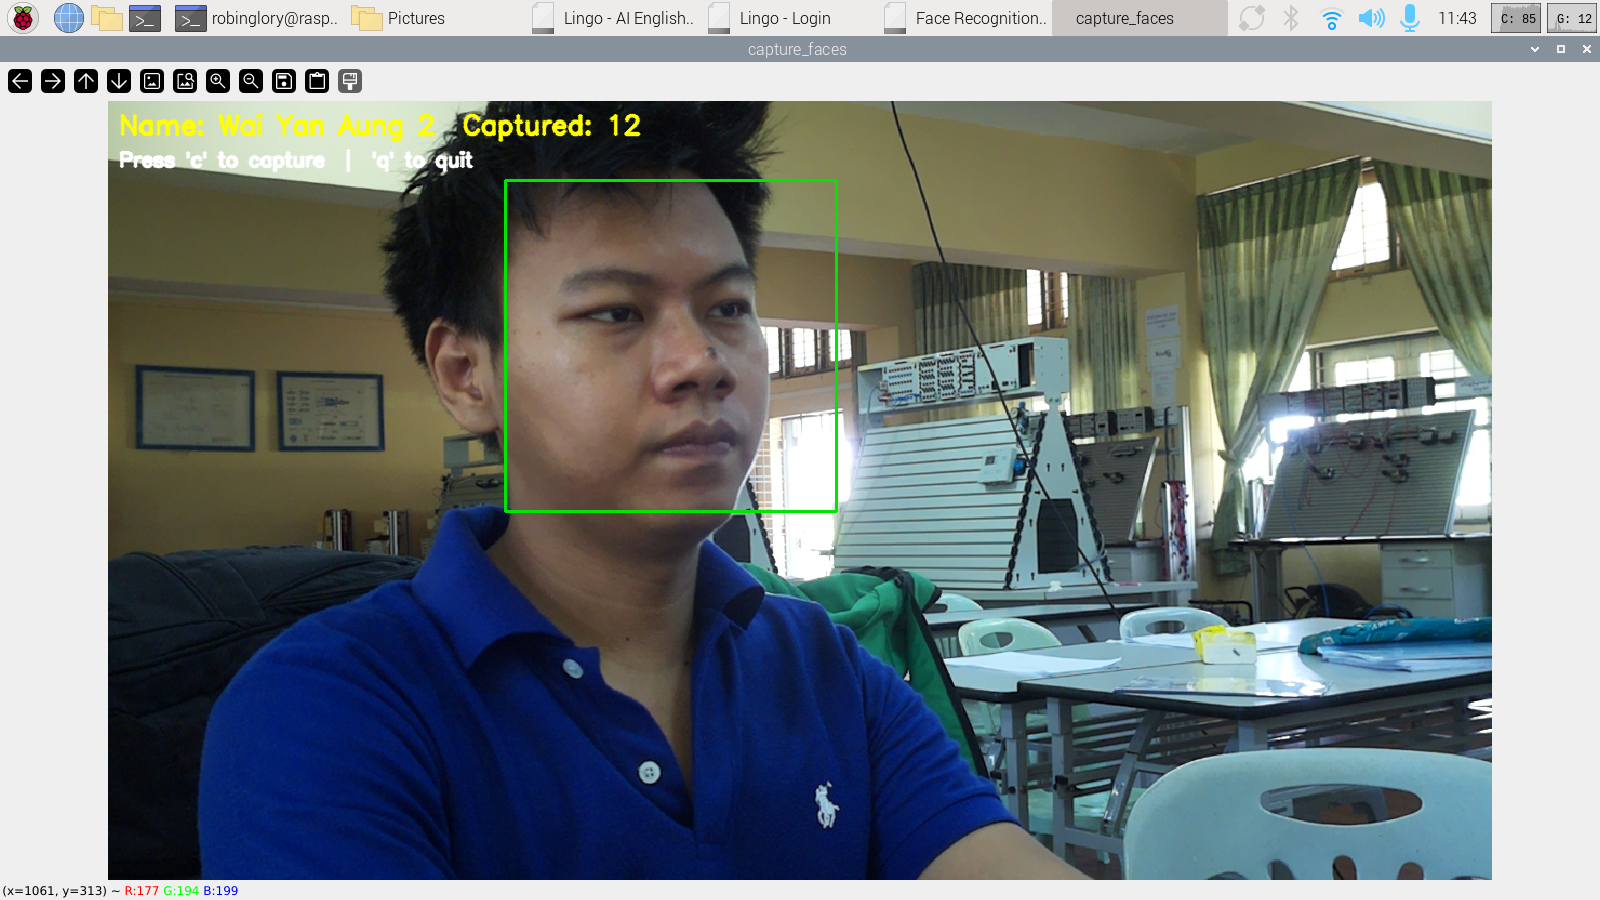 robinglory@rasp..
Pictures
Lingo - AI English..
Lingo - Login
Face Recognition..
capture_faces
11:43
C: 85
G: 12
capture_faces
Name: Wai Yan Aung 2 Captured: 12
Press 'c' to capture | 'q' to quit
(x=1061, y=313) ~ R:177 G:194 B:199